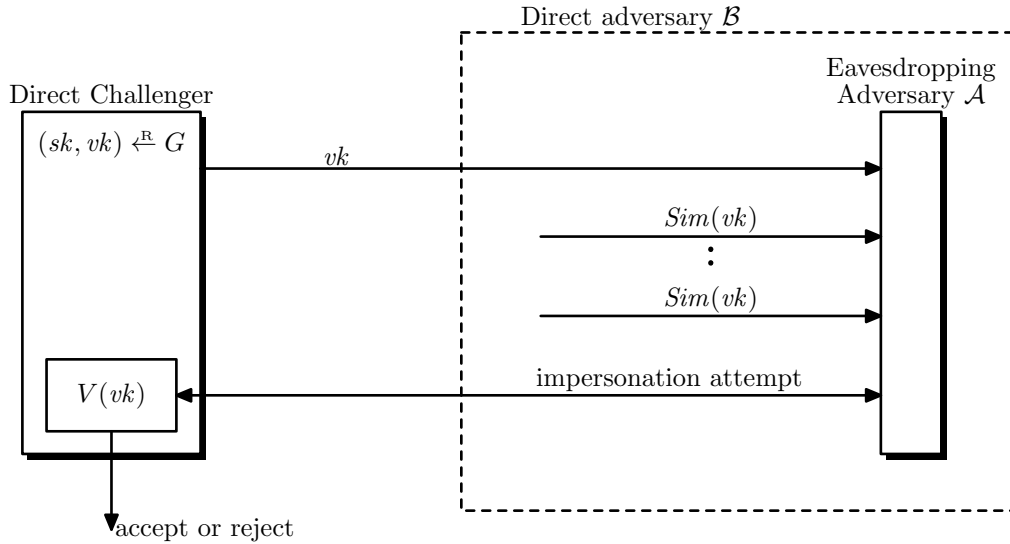 Direct adversary 𝓑
Eavesdropping
Adversary 𝓐
Direct Challenger
(sk, vk) ←R G
vk
Sim(vk)
:
Sim(vk)
impersonation attempt
V(vk)
accept or reject